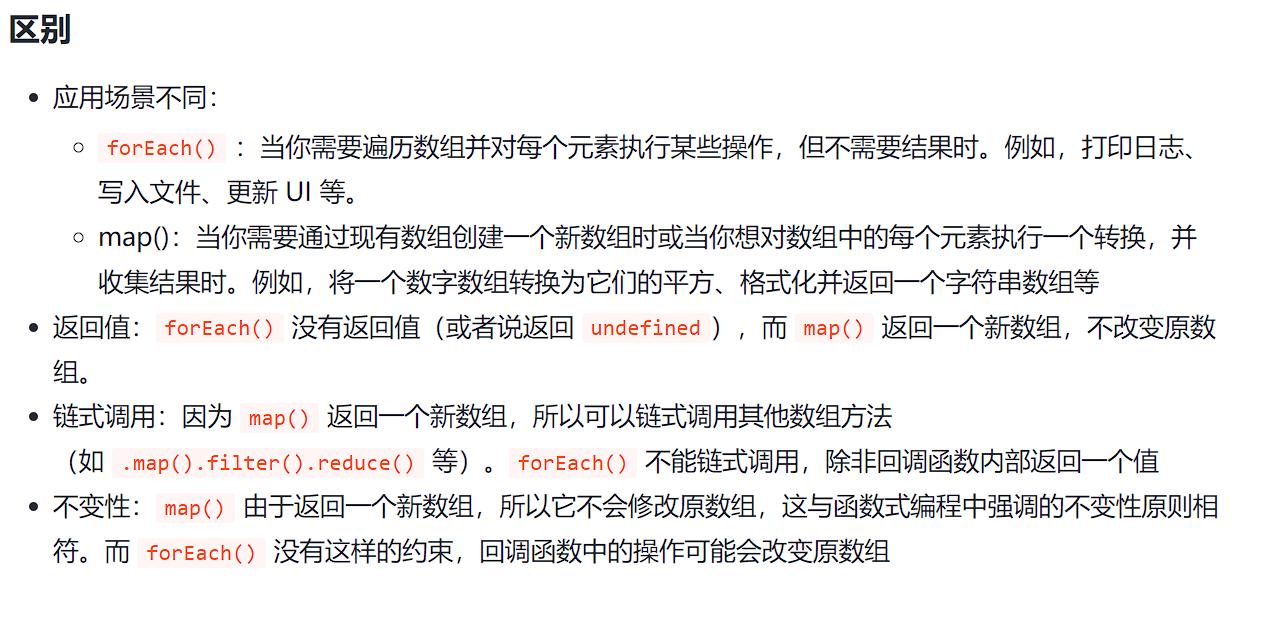 区别
应用场景不同：
forEach() ：当你需要遍历数组并对每个元素执行某些操作，但不需要结果时。例如，打印日志、
写入文件、更新 UI 等。
map()：当你需要通过现有数组创建一个新数组时或当你想对数组中的每个元素执行一个转换，并
收集结果时。例如，将一个数字数组转换为它们的平方、格式化并返回一个字符串数组等
返回值：forEach() 没有返回值（或者说返回 undefined ），而 map() 返回一个新数组，不改变原数
组。
链式调用：因为 map() 返回一个新数组，所以可以链式调用其他数组方法
（如 .map().filter().reduce() 等）。forEach() 不能链式调用，除非回调函数内部返回一个值
不变性：map() 由于返回一个新数组，所以它不会修改原数组，这与函数式编程中强调的不变性原则相
符。而 forEach() 没有这样的约束，回调函数中的操作可能会改变原数组